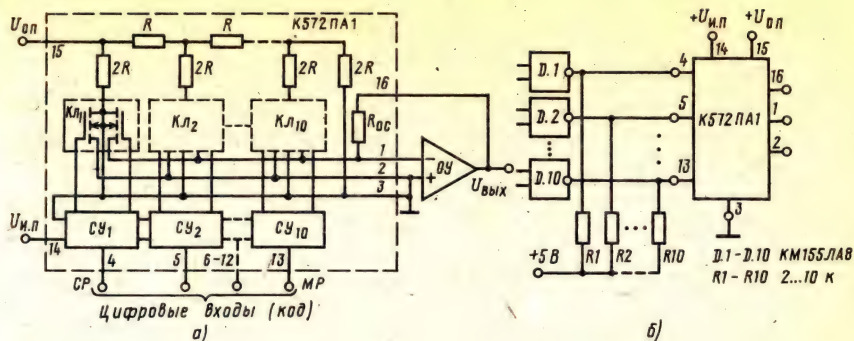 Uоп
15
R
R
К572ПА1
2R
2R
2R
2R
16
Rос
Кл1
Кл2
Кл10
1
2
3
ОУ
Uвых
Uи.п
14
СУ1
СУ2
СУ10
4
5
6-12
13
СР
МР
Цифровые входы (код)
а)
+Uи.п
+Uоп
14
15
Д.1
4
Д.2
5
Д.10
13
К572ПА1
16
1
2
3
R1
R2
R10
+5 В
Д.1-Д.10 КМ155ЛА8
R1-R10 2...10 к
б)